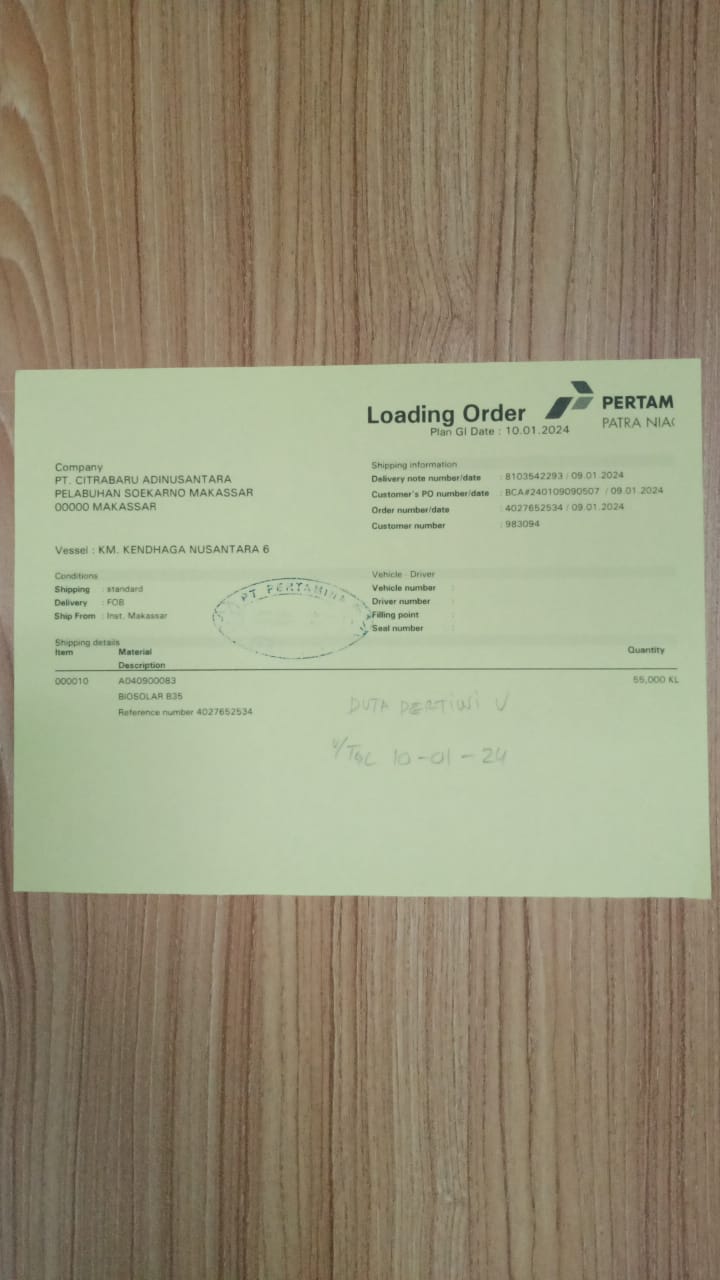 Loading Order
Plan GI Date : 10.01.2024
PERTAM
PATRA NIAG
Company
PT. CITRABARU ADINUSANTARA
PELABUHAN SOEKARNO MAKASSAR
00000 MAKASSAR
Shipping information
Delivery note number/date : 8103542293 / 09.01.2024
Customer's PO number/date : BCA#240109090507 / 09.01.2024
Order number/date : 4027652534 / 09.01.2024
Customer number : 983094
Vessel : KM. KENDHAGA NUSANTARA 6
Conditions
Shipping : standard
Delivery : FOB
Ship From : Inst. Makassar
PT. PERTAMINA
Vehicle - Driver
Vehicle number :
Driver number :
Filling point :
Seal number :
Shipping details
Item Material Quantity
Description
000010 A040900083 55,000 KL
BIOSOLAR B35
Reference number 4027652534
DUTA PERTIWI V
U/TGL 10-01-24